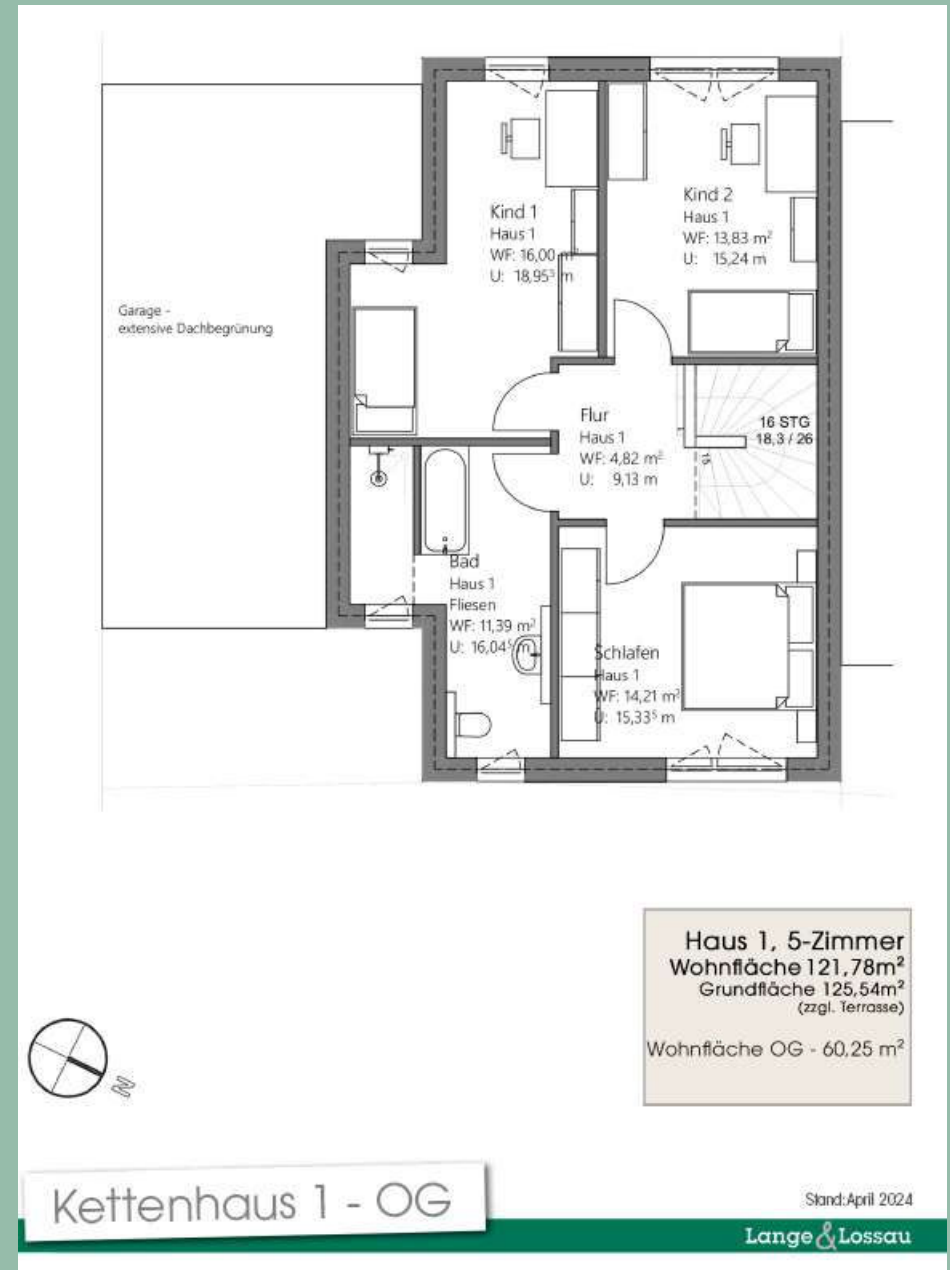 Kind 1
Haus 1
WF: 16,00 m²
U: 18,95⁵ m
Kind 2
Haus 1
WF: 13,83 m²
U: 15,24 m
Garage -
extensive Dachbegrünung
Flur
Haus 1
WF: 4,82 m²
U: 9,13 m
16 STG
18,3 / 26
15
Bad
Haus 1
Fliesen
WF: 11,39 m²
U: 16,04⁵ m
Schlafen
Haus 1
WF: 14,21 m²
U: 15,33⁵ m
Haus 1, 5-Zimmer
Wohnfläche 121,78m²
Grundfläche 125,54m²
(zzgl. Terrasse)
Wohnfläche OG - 60,25 m²
N
Kettenhaus 1 - OG
Stand:April 2024
Lange&Lossau